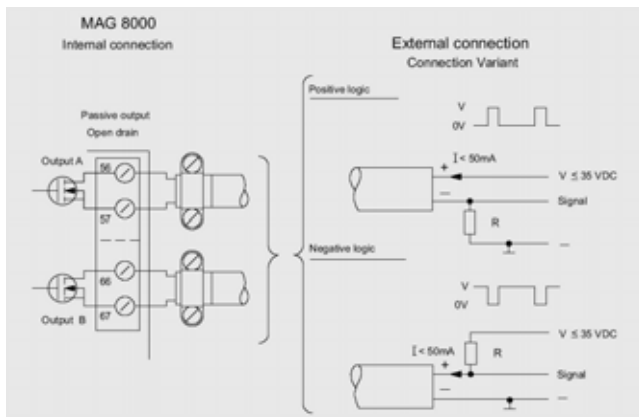 MAG 8000
Internal connection
Passive output
Open drain
Output A
56
57
66
67
Output B
External connection
Connection Variant
Positive logic
V
0V
+ I < 50mA
V ≤ 35 VDC
–
Signal
R
–
Negative logic
V
0V
V ≤ 35 VDC
I < 50mA
R
+
Signal
–
–